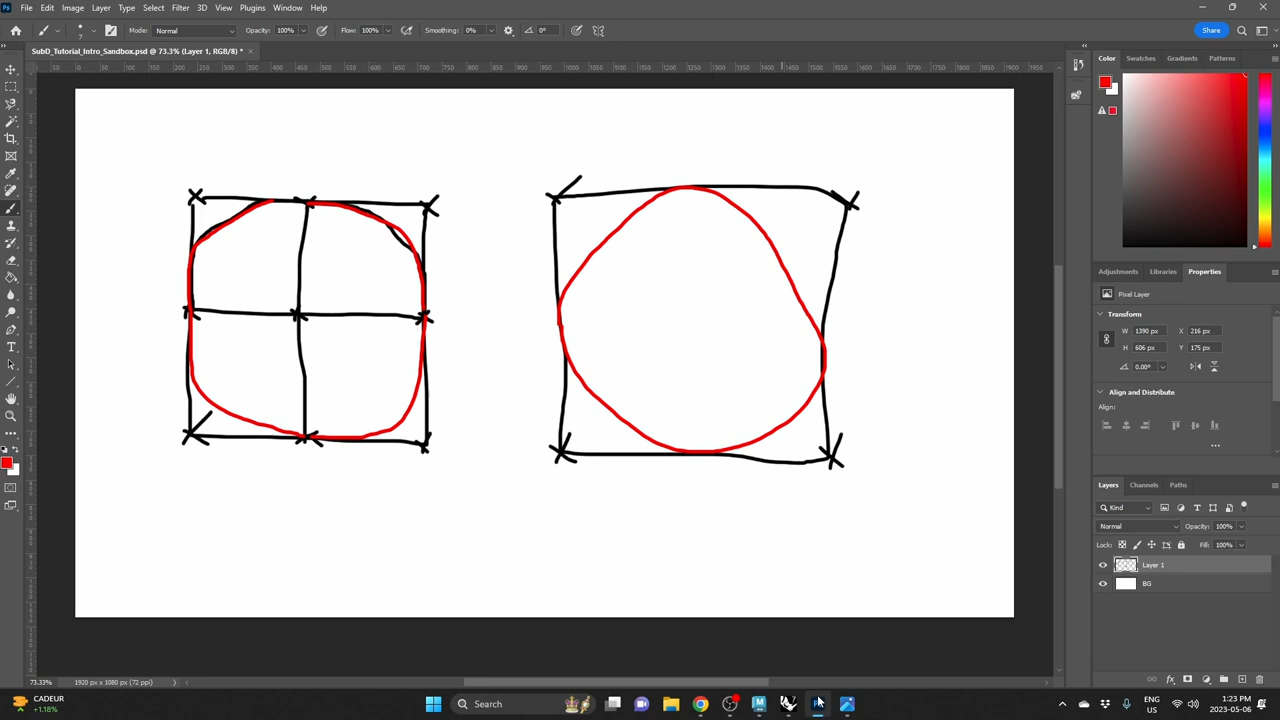 File Edit Image Layer Type Select Filter 3D View Plugins Window Help
Mode: Normal Opacity: 100% Flow: 100% Smoothing: 0% 0° Share
7
SubD_Tutorial_Intro_Sandbox.psd @ 73.3% (Layer 1, RGB/8) *
Color Swatches Gradients Patterns
Adjustments Libraries Properties
Pixel Layer
Transform
W 1390 px X 216 px
H 606 px Y 175 px
0.00°
Align and Distribute
Align:
Layers Channels Paths
Kind
Normal Opacity: 100%
Lock: Fill: 100%
Layer 1
BG
73.33% 1920 px x 1080 px (72 ppi)
CADEUR
+1.18%
Search
ENG
US
1:23 PM
2023-05-06